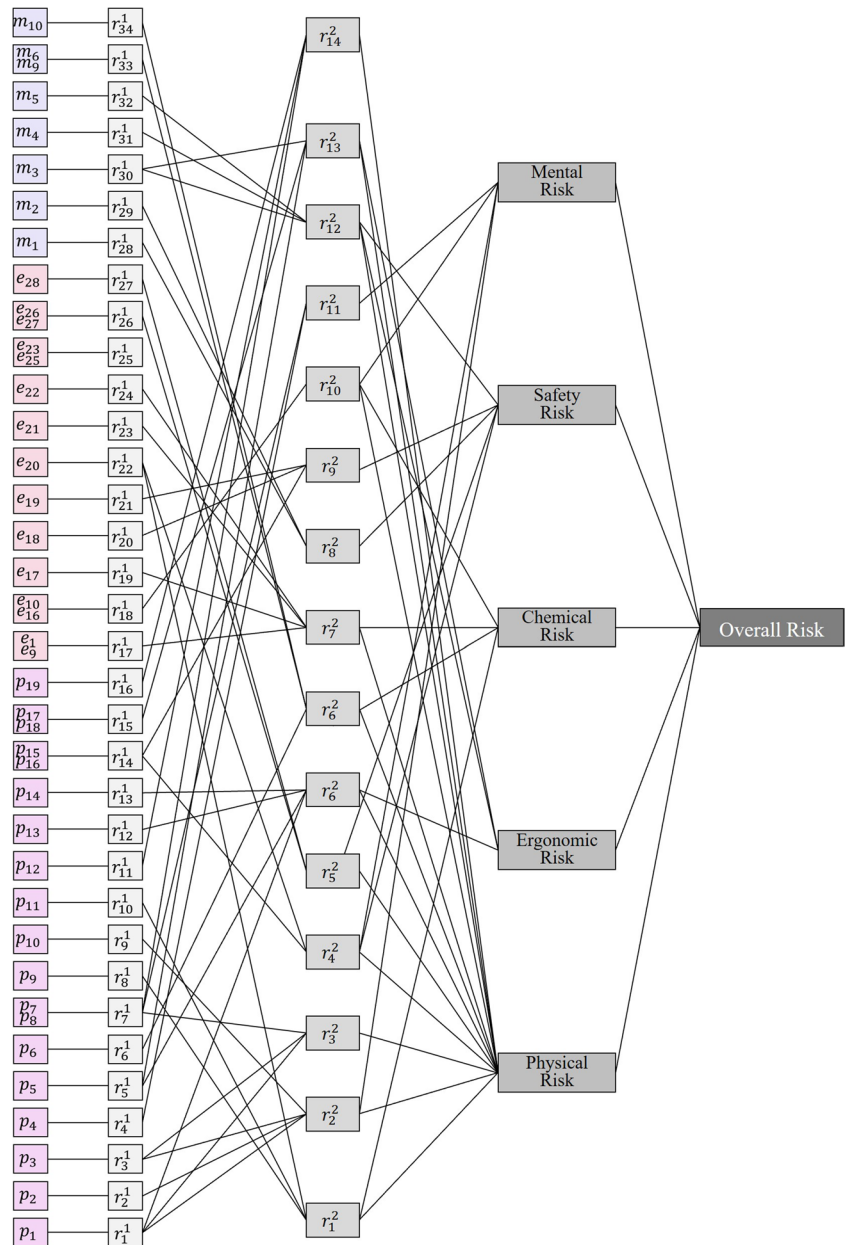 m₁₀
r¹₃₄
m₆
m₉
r¹₃₃
m₅
r¹₃₂
m₄
r¹₃₁
m₃
r¹₃₀
m₂
r¹₂₉
m₁
r¹₂₈
e₂₈
r¹₂₇
e₂₆
e₂₇
r¹₂₆
e₂₃
e₂₅
r¹₂₅
e₂₂
r¹₂₄
e₂₁
r¹₂₃
e₂₀
r¹₂₂
e₁₉
r¹₂₁
e₁₈
r¹₂₀
e₁₇
r¹₁₉
e₁₀
e₁₆
r¹₁₈
e₁
e₉
r¹₁₇
p₁₉
r¹₁₆
p₁₇
p₁₈
r¹₁₅
p₁₅
p₁₆
r¹₁₄
p₁₄
r¹₁₃
p₁₃
r¹₁₂
p₁₂
r¹₁₁
p₁₁
r¹₁₀
p₁₀
r¹₉
p₉
r¹₈
p₇
p₈
r¹₇
p₆
r¹₆
p₅
r¹₅
p₄
r¹₄
p₃
r¹₃
p₂
r¹₂
p₁
r¹₁
r²₁₄
r²₁₃
r²₁₂
r²₁₁
r²₁₀
r²₉
r²₈
r²₇
r²₆
r²₆
r²₅
r²₄
r²₃
r²₂
r²₁
Mental
Risk
Safety
Risk
Chemical
Risk
Ergonomic
Risk
Physical
Risk
Overall Risk